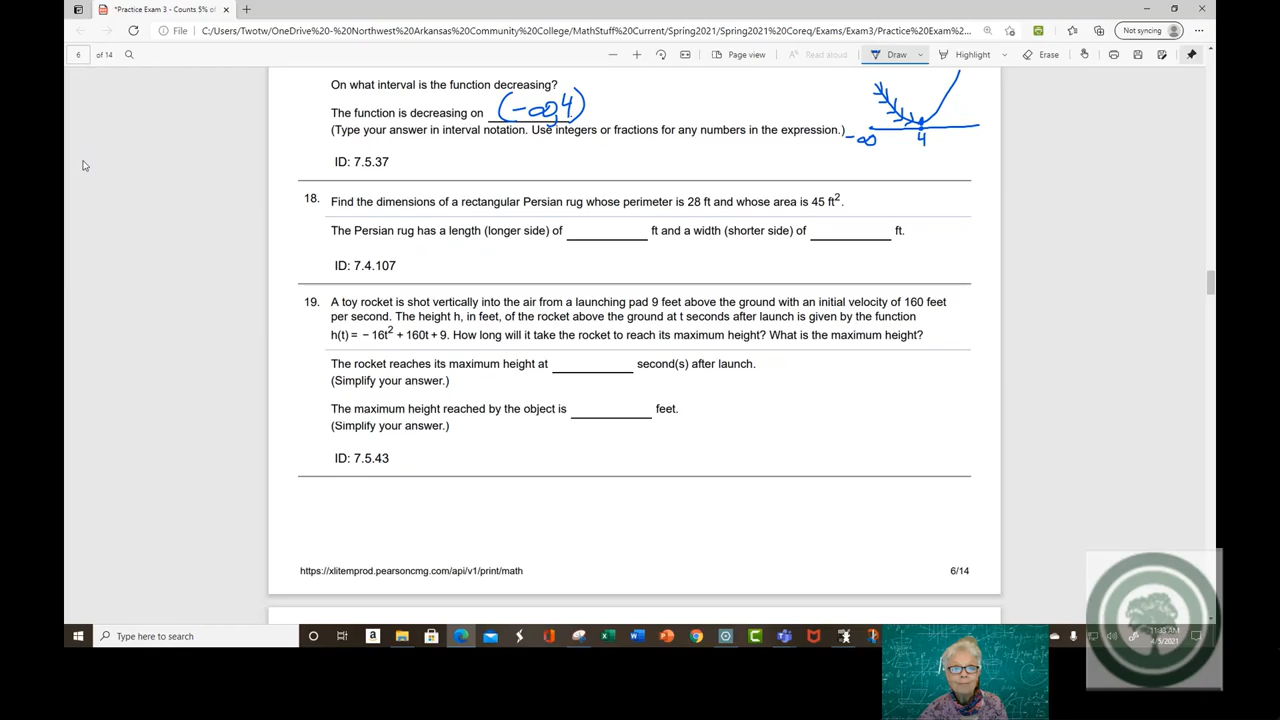 *Practice Exam 3 - Counts 5% of
File
C:/Users/Twotw/OneDrive%20-%20Northwest%20Arkansas%20Community%20College/MathStuff%20Current/Spring2021/Spring2021%20Coreq/Exams/Exam3/Practice%20Exam...
Not syncing
6 of 14
Page view
Read aloud
Draw
Highlight
Erase
On what interval is the function decreasing?
The function is decreasing on (-∞, 4).
(Type your answer in interval notation. Use integers or fractions for any numbers in the expression.)
-∞ 4
ID: 7.5.37
18. Find the dimensions of a rectangular Persian rug whose perimeter is 28 ft and whose area is 45 ft².
The Persian rug has a length (longer side) of ________ ft and a width (shorter side) of ________ ft.
ID: 7.4.107
19. A toy rocket is shot vertically into the air from a launching pad 9 feet above the ground with an initial velocity of 160 feet
per second. The height h, in feet, of the rocket above the ground at t seconds after launch is given by the function
h(t) = − 16t² + 160t + 9. How long will it take the rocket to reach its maximum height? What is the maximum height?
The rocket reaches its maximum height at ________ second(s) after launch.
(Simplify your answer.)
The maximum height reached by the object is ________ feet.
(Simplify your answer.)
ID: 7.5.43
https://xlitemprod.pearsoncmg.com/api/v1/print/math
6/14
Type here to search
11:33 AM
4/5/2021